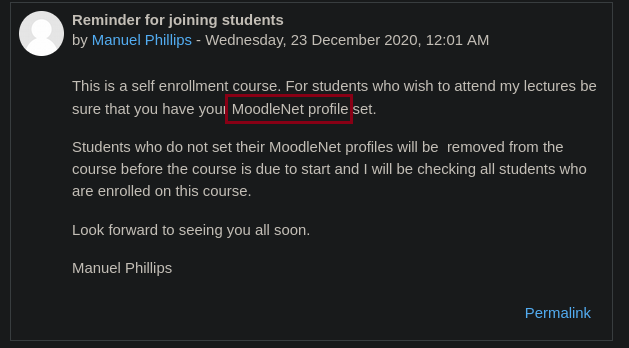 Reminder for joining students
by Manuel Phillips - Wednesday, 23 December 2020, 12:01 AM
This is a self enrollment course. For students who wish to attend my lectures be
sure that you have your MoodleNet profile set.
Students who do not set their MoodleNet profiles will be  removed from the
course before the course is due to start and I will be checking all students who
are enrolled on this course.
Look forward to seeing you all soon.
Manuel Phillips
Permalink